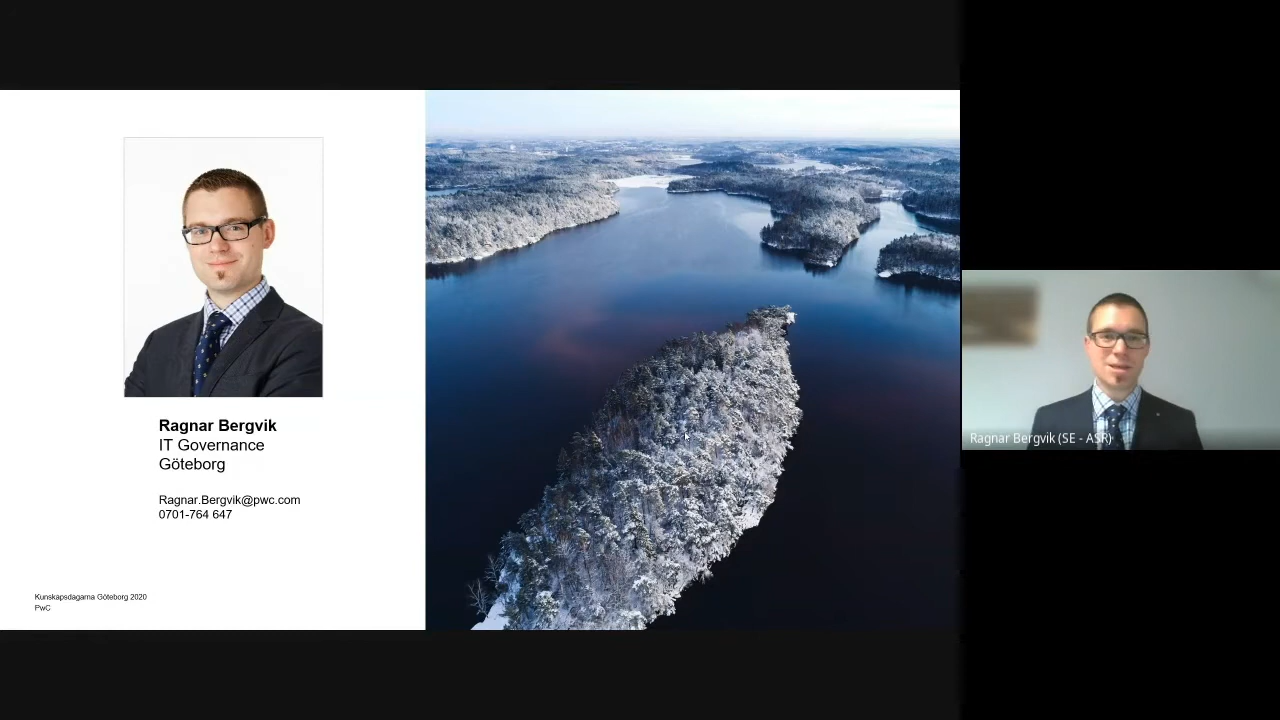 Ragnar Bergvik
IT Governance
Göteborg
Ragnar.Bergvik@pwc.com
0701-764 647
Kunskapsdagarna Göteborg 2020
PwC
Ragnar Bergvik (SE - ASR)